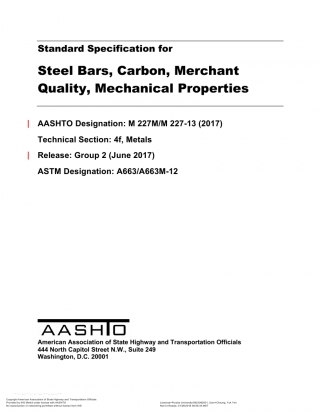 Standard Specification for
Steel Bars, Carbon, Merchant
Quality, Mechanical Properties
AASHTO Designation: M 227M/M 227-13 (2017)
Technical Section: 4f, Metals
Release: Group 2 (June 2017)
ASTM Designation: A663/A663M-12
AASHTO
American Association of State Highway and Transportation Officials
444 North Capitol Street N.W., Suite 249
Washington, D.C. 20001